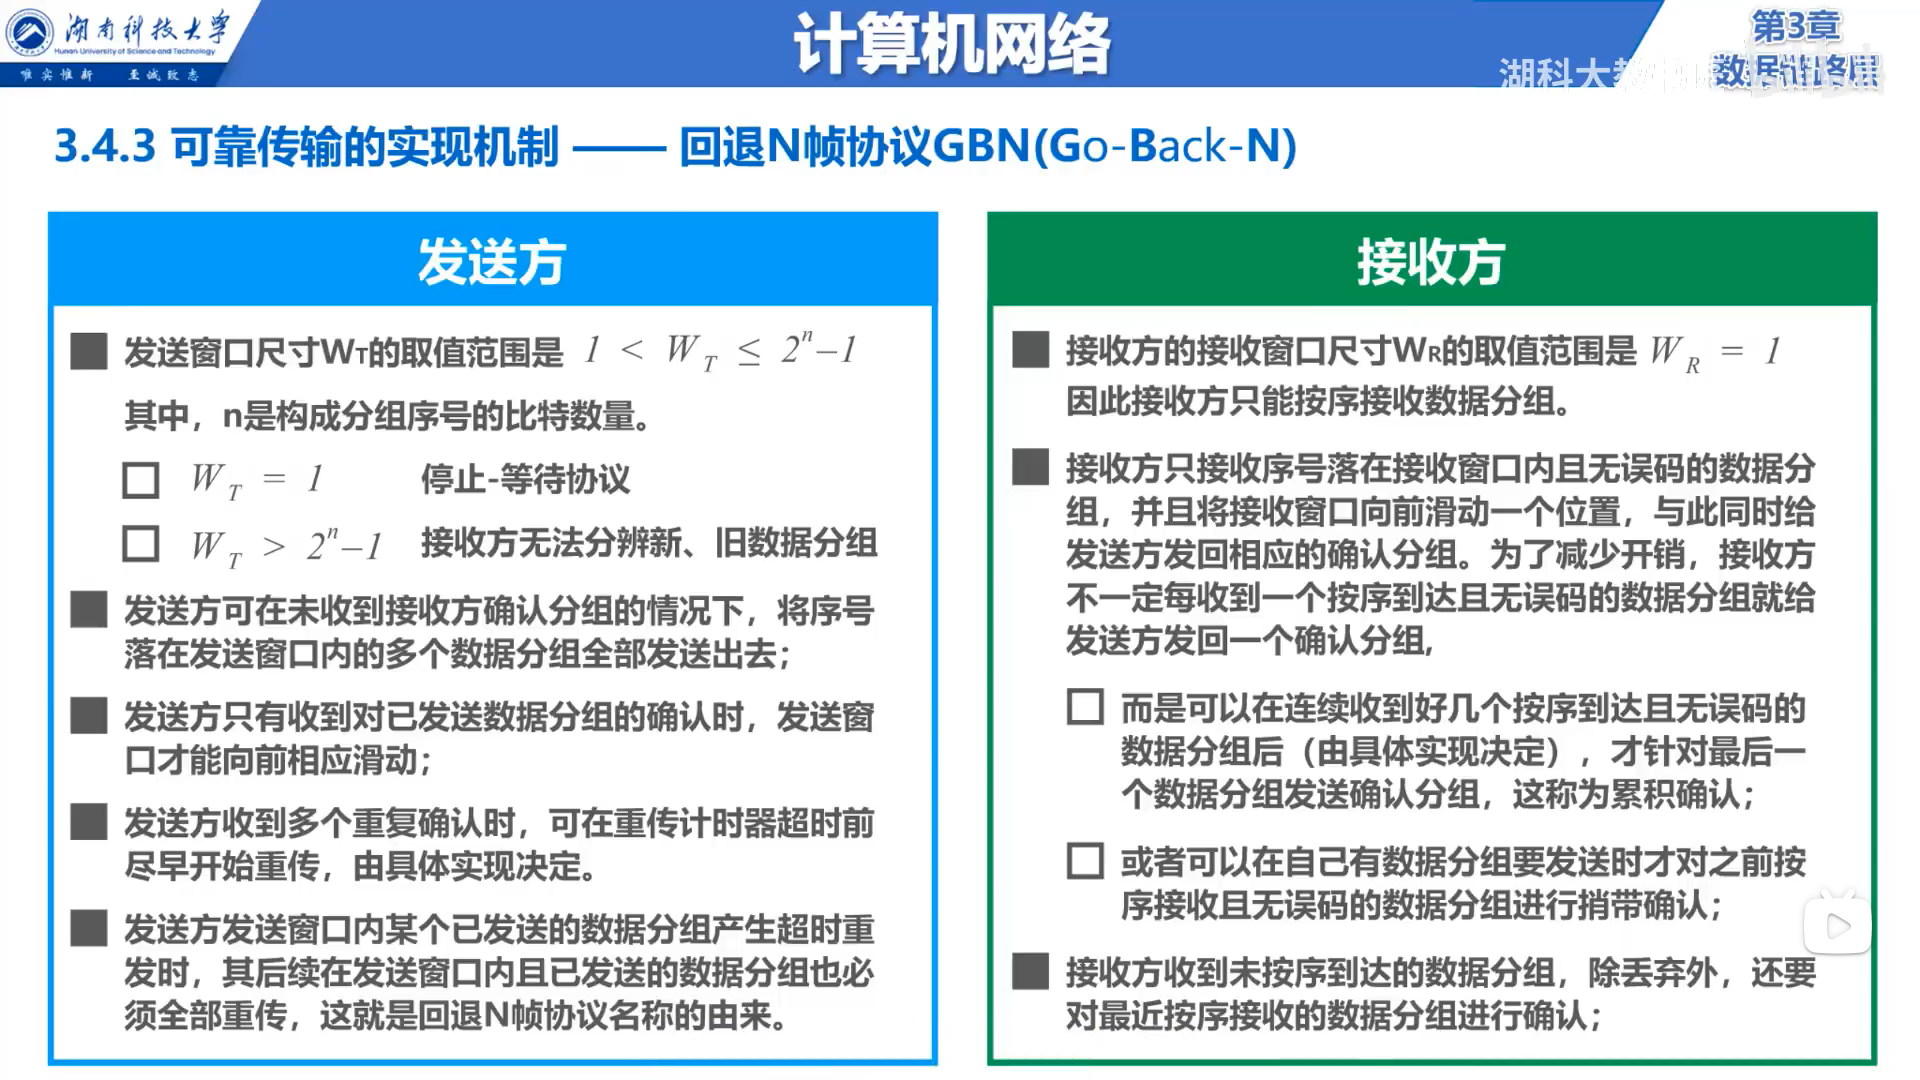 湖南科技大学
Hunan University of Science and Technology
唯实惟新 至诚致志
计算机网络
第3章
数据链路层
湖科大教书匠
3.4.3 可靠传输的实现机制 —— 回退N帧协议GBN(Go-Back-N)
发送方
发送窗口尺寸WT的取值范围是 1 < W_T ≤ 2^n–1
其中，n是构成分组序号的比特数量。
W_T = 1 停止-等待协议
W_T > 2^n–1 接收方无法分辨新、旧数据分组
发送方可在未收到接收方确认分组的情况下，将序号
落在发送窗口内的多个数据分组全部发送出去；
发送方只有收到对已发送数据分组的确认时，发送窗
口才能向前相应滑动；
发送方收到多个重复确认时，可在重传计时器超时前
尽早开始重传，由具体实现决定。
发送方发送窗口内某个已发送的数据分组产生超时重
发时，其后续在发送窗口内且已发送的数据分组也必
须全部重传，这就是回退N帧协议名称的由来。
接收方
接收方的接收窗口尺寸WR的取值范围是 W_R = 1
因此接收方只能按序接收数据分组。
接收方只接收序号落在接收窗口内且无误码的数据分
组，并且将接收窗口向前滑动一个位置，与此同时给
发送方发回相应的确认分组。为了减少开销，接收方
不一定每收到一个按序到达且无误码的数据分组就给
发送方发回一个确认分组,
而是可以在连续收到好几个按序到达且无误码的
数据分组后（由具体实现决定），才针对最后一
个数据分组发送确认分组，这称为累积确认；
或者可以在自己有数据分组要发送时才对之前按
序接收且无误码的数据分组进行捎带确认；
接收方收到未按序到达的数据分组，除丢弃外，还要
对最近按序接收的数据分组进行确认；